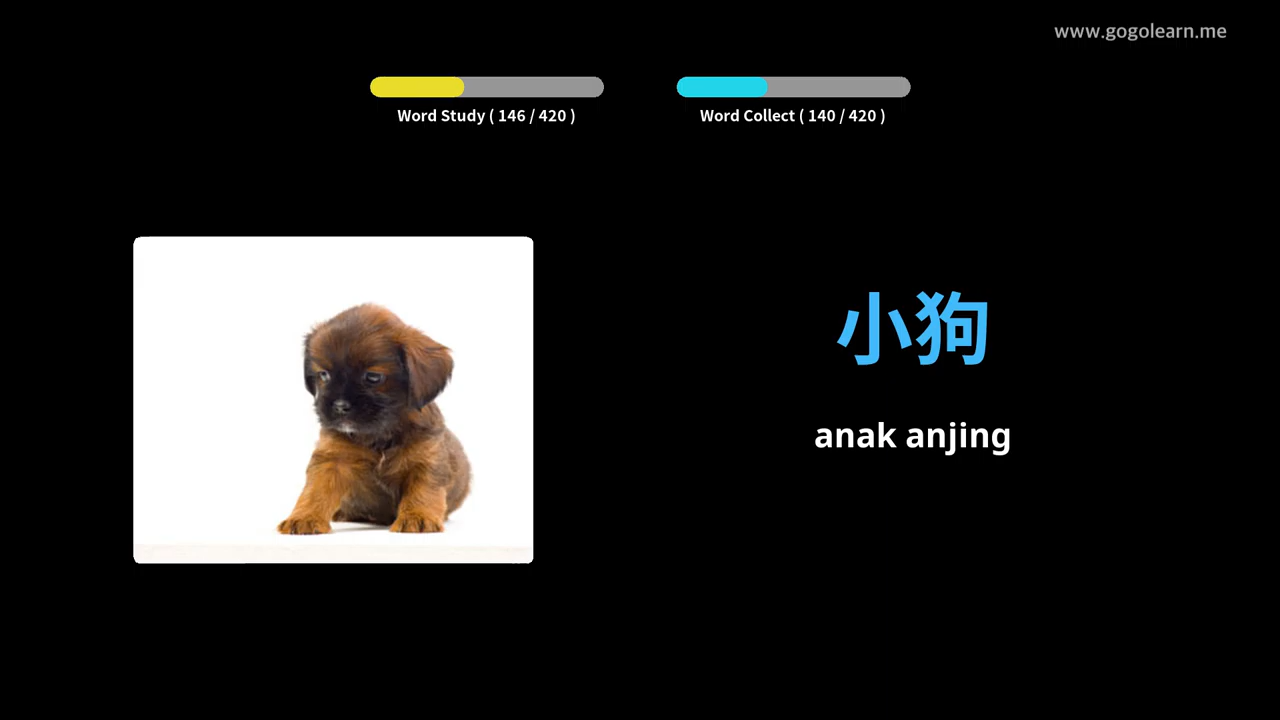 www.gogolearn.me
Word Study ( 146 / 420 )
Word Collect ( 140 / 420 )
小狗
anak anjing